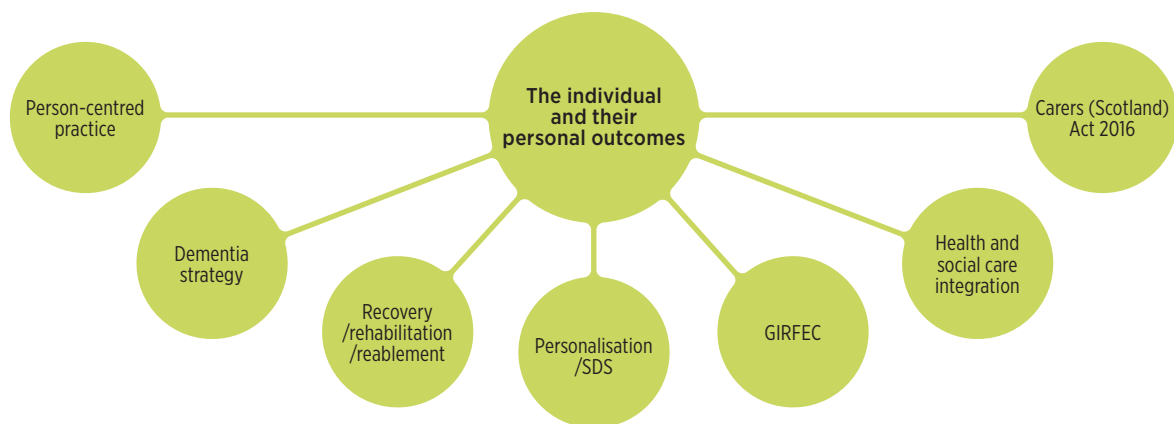 The individual
and their
personal outcomes
Person-centred
practice
Dementia
strategy
Recovery
/rehabilitation
/reablement
Personalisation
/SDS
GIRFEC
Health and
social care
integration
Carers (Scotland)
Act 2016